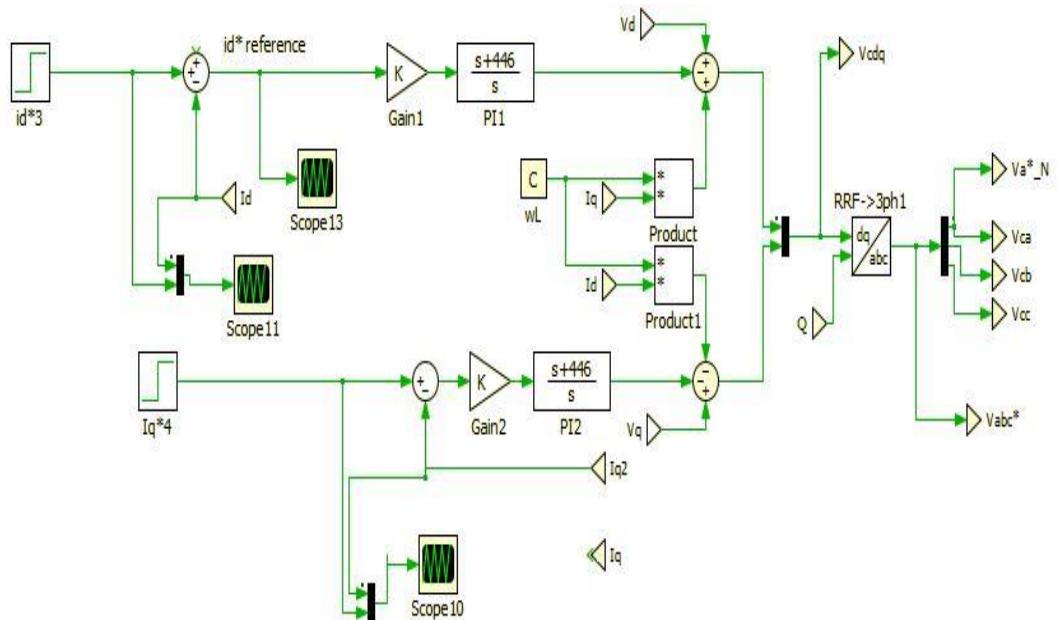 id*3
id* reference
K
Gain1
s+446
s
PI1
Vd
Vcdq
Id
Scope13
C
wL
Iq
*
*
Product
Scope11
Id
*
*
Product1
RRF->3ph1
dq
abc
Q
Va*_N
Vca
Vcb
Vcc
Iq*4
K
Gain2
s+446
s
PI2
Vq
Vabc*
Iq2
Iq
Scope10